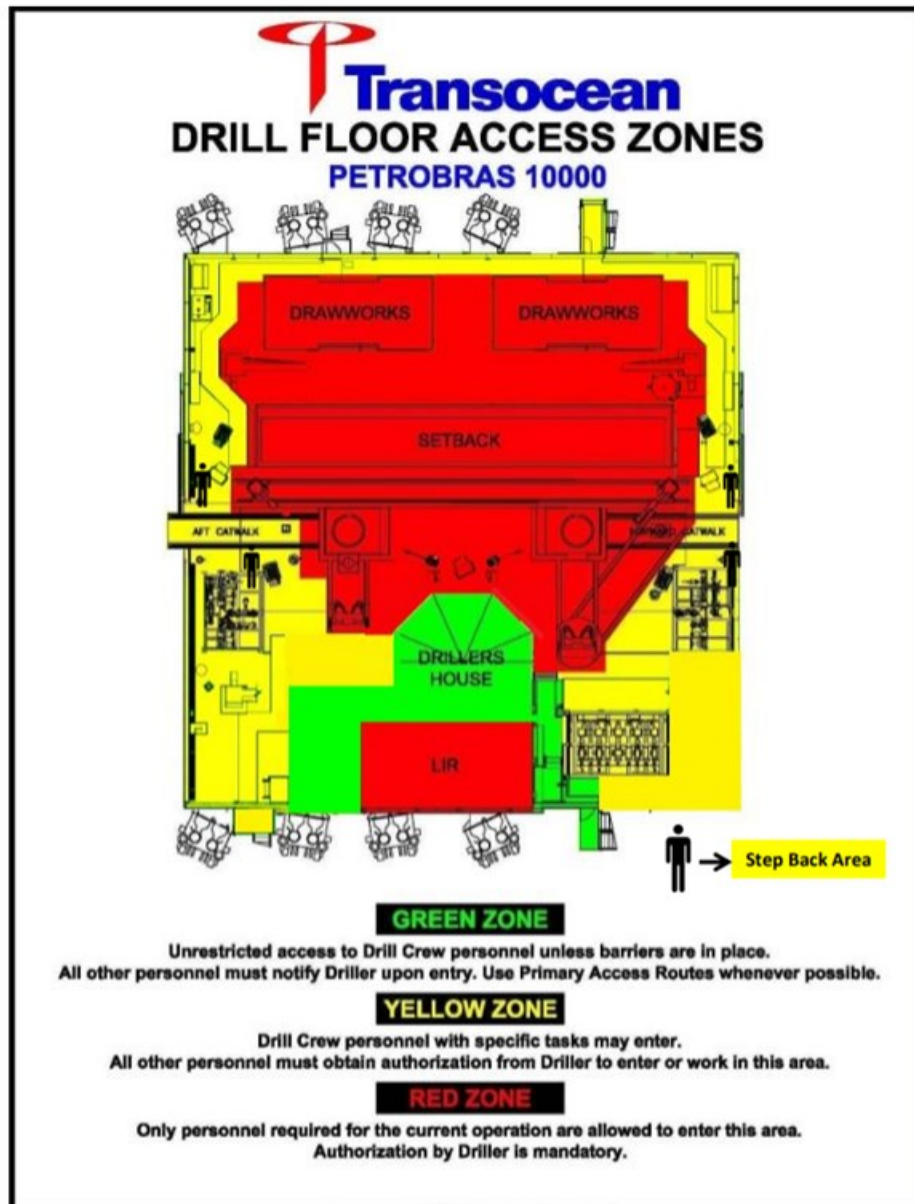 Transocean
DRILL FLOOR ACCESS ZONES
PETROBRAS 10000
DRAWWORKS DRAWWORKS
SETBACK
AFT CATWALK FORWARD CATWALK
DRILLERS
HOUSE
LIR
Step Back Area
GREEN ZONE
Unrestricted access to Drill Crew personnel unless barriers are in place.
All other personnel must notify Driller upon entry. Use Primary Access Routes whenever possible.
YELLOW ZONE
Drill Crew personnel with specific tasks may enter.
All other personnel must obtain authorization from Driller to enter or work in this area.
RED ZONE
Only personnel required for the current operation are allowed to enter this area.
Authorization by Driller is mandatory.